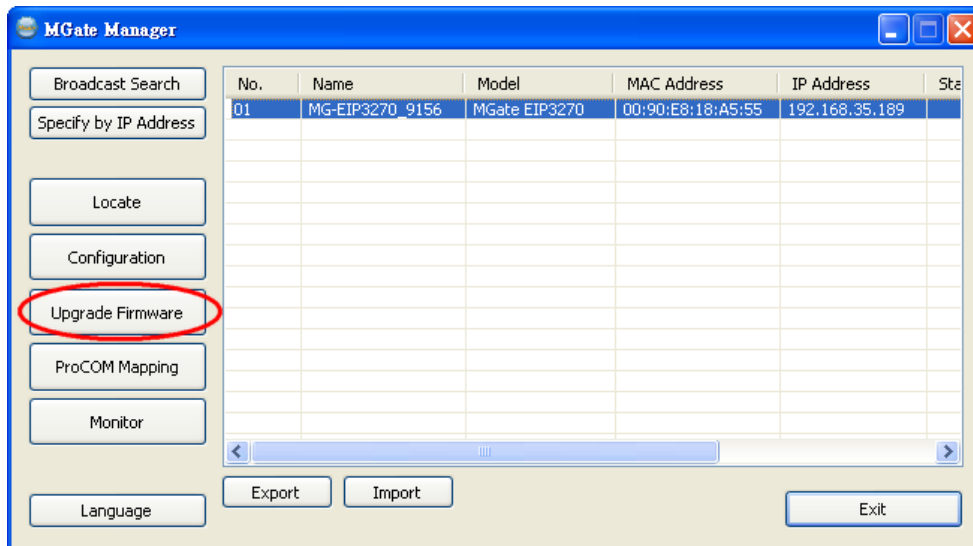 MGate Manager
Broadcast Search
Specify by IP Address
Locate
Configuration
Upgrade Firmware
ProCOM Mapping
Monitor
Language
No. Name Model MAC Address IP Address Sta
01 MG-EIP3270_9156 MGate EIP3270 00:90:E8:18:A5:55 192.168.35.189
Export Import
Exit